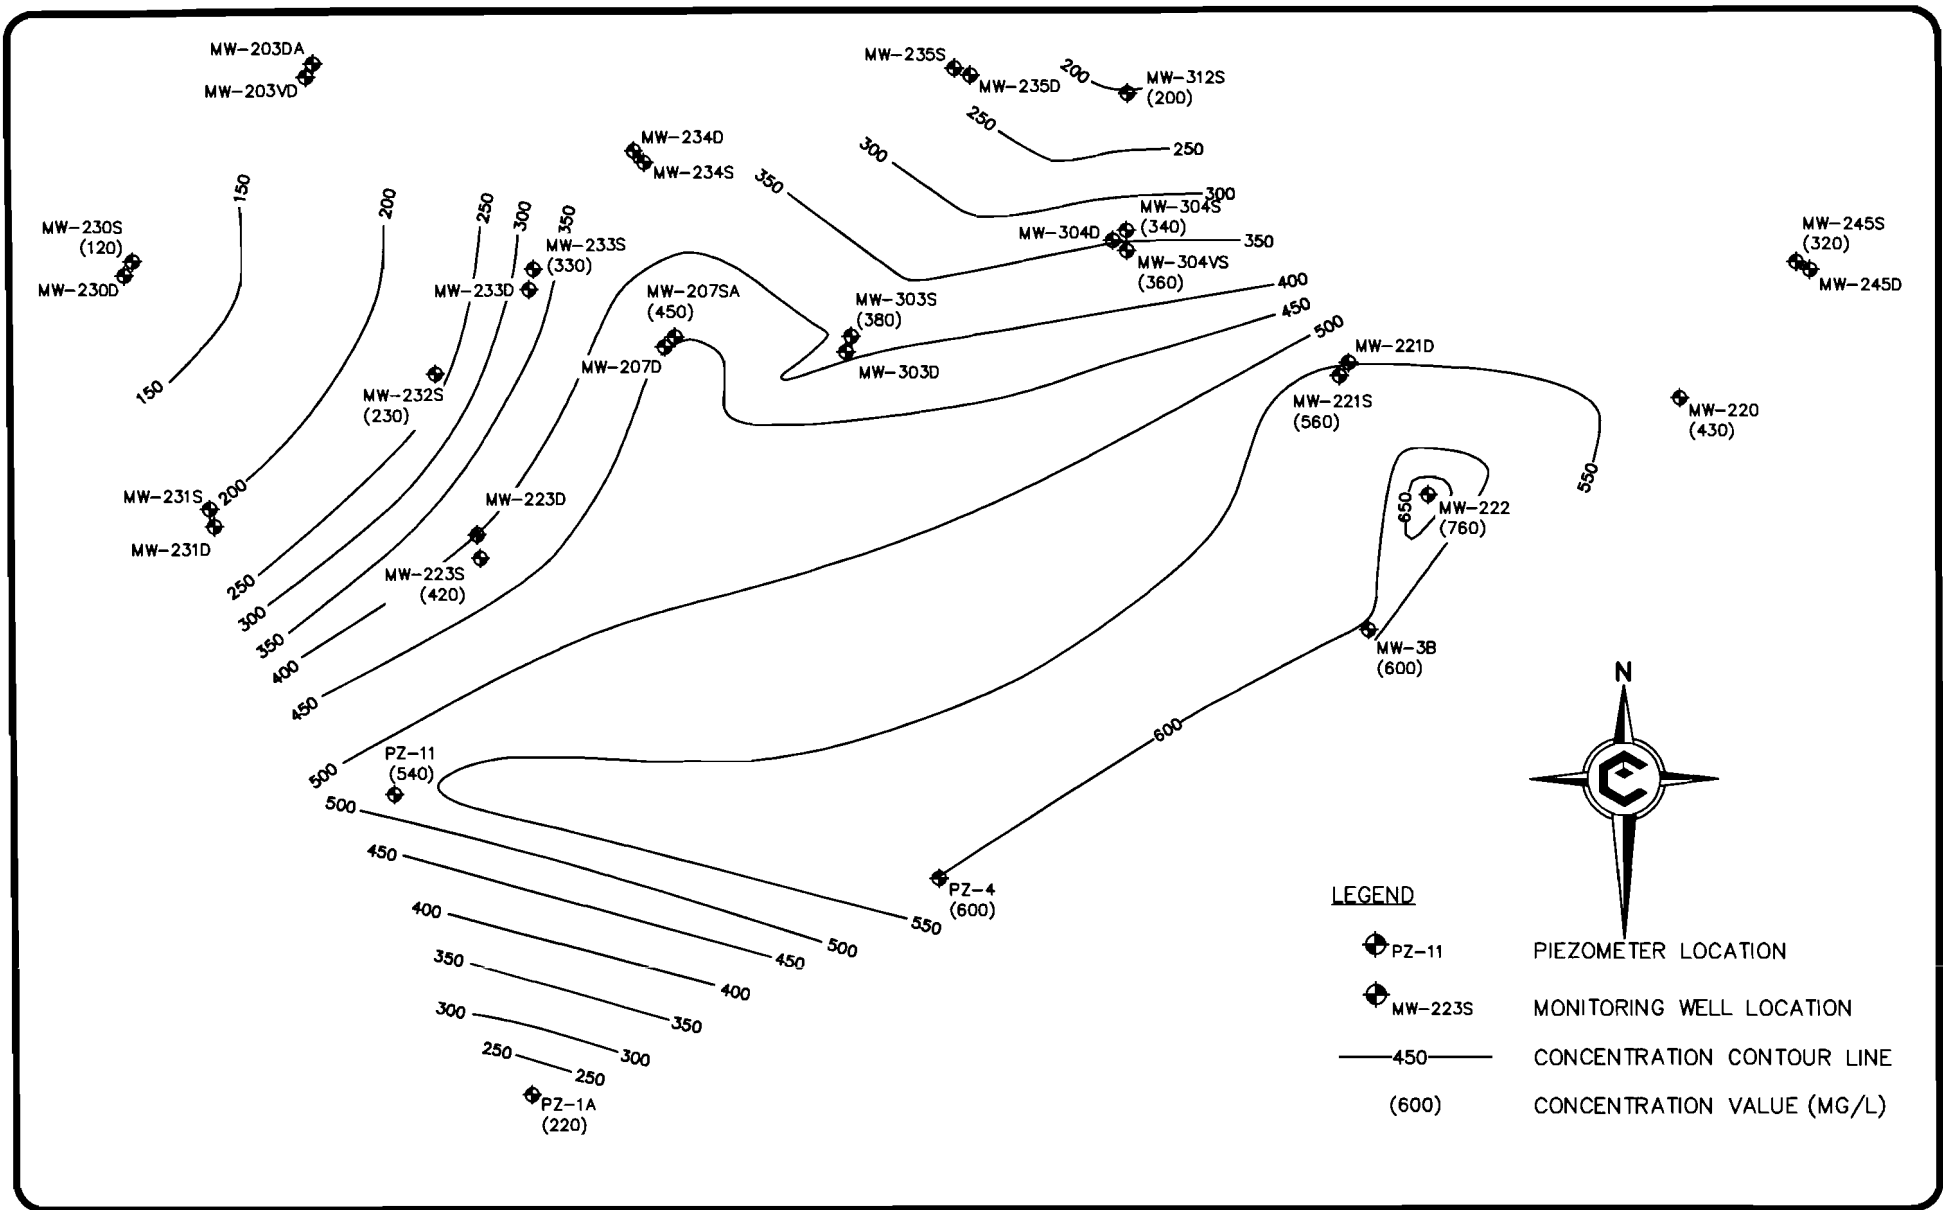 MW-203DA
MW-203VD
MW-235S
MW-235D
200
MW-312S
(200)
250
250
MW-234D
MW-234S
300
300
350
350
150
200
250
300
350
MW-230S
(120)
MW-230D
MW-233S
(330)
MW-233D
MW-304S
(340)
MW-304D
MW-304VS
(360)
MW-245S
(320)
MW-245D
400
450
500
MW-207SA
(450)
MW-207D
MW-303S
(380)
MW-303D
MW-221D
MW-221S
(560)
MW-220
(430)
150
MW-232S
(230)
550
MW-231S
200
MW-231D
MW-223D
MW-223S
(420)
650
MW-222
(760)
250
300
350
400
450
500
MW-3B
(600)
N
600
PZ-11
(540)
500
450
400
350
300
250
PZ-4
(600)
550
500
450
400
350
300
250
PZ-1A
(220)
LEGEND
PZ-11 PIEZOMETER LOCATION
MW-223S MONITORING WELL LOCATION
450 CONCENTRATION CONTOUR LINE
(600) CONCENTRATION VALUE (MG/L)